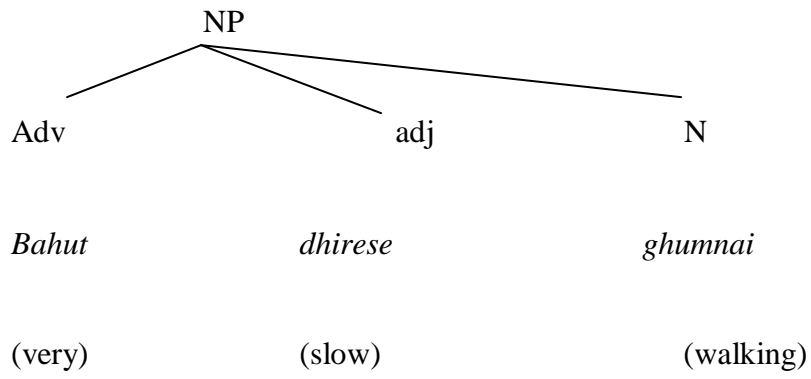 NP
Adv adj N
Bahut dhirese ghumnai
(very) (slow) (walking)